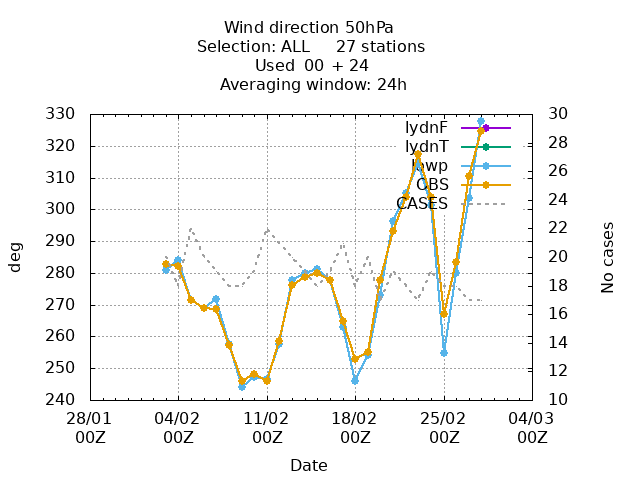 Wind direction 50hPa
Selection: ALL 27 stations
Used 00 + 24
Averaging window: 24h
330
320
310
300
290
280
270
260
250
240
deg
30
28
26
24
22
20
18
16
14
12
10
No cases
lydnF
lydnT
lowp
OBS
CASES
28/01 04/02 11/02 18/02 25/02 04/03
00Z 00Z 00Z 00Z 00Z 00Z
Date